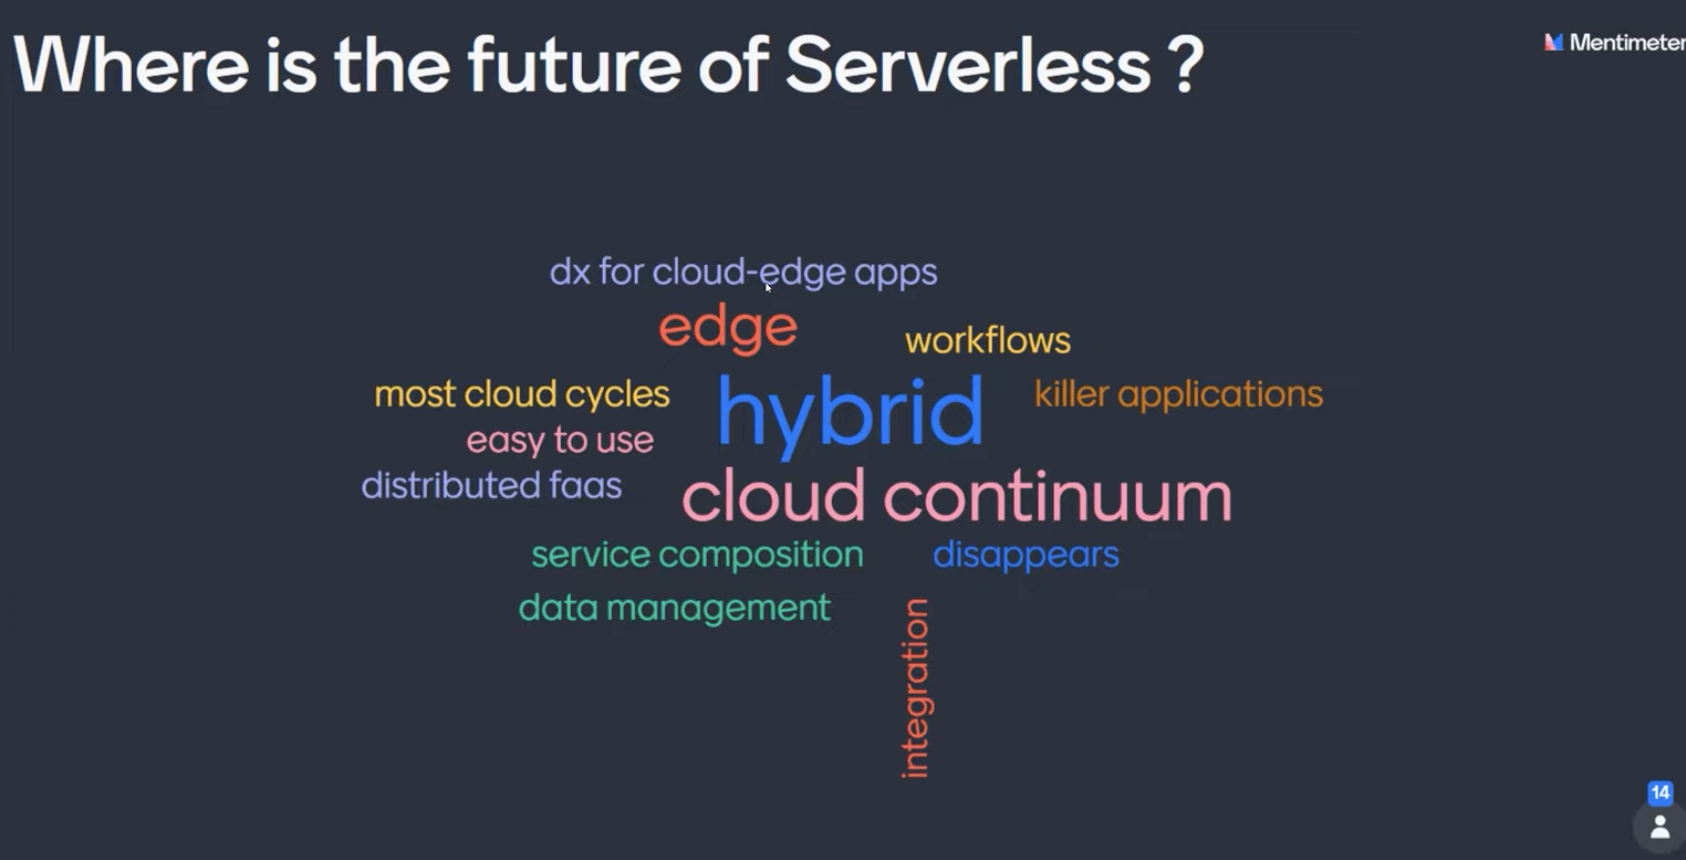 Where is the future of Serverless ?
Mentimeter
dx for cloud-edge apps
edge
workflows
most cloud cycles
hybrid
killer applications
easy to use
distributed faas
cloud continuum
service composition
disappears
data management
integration
14